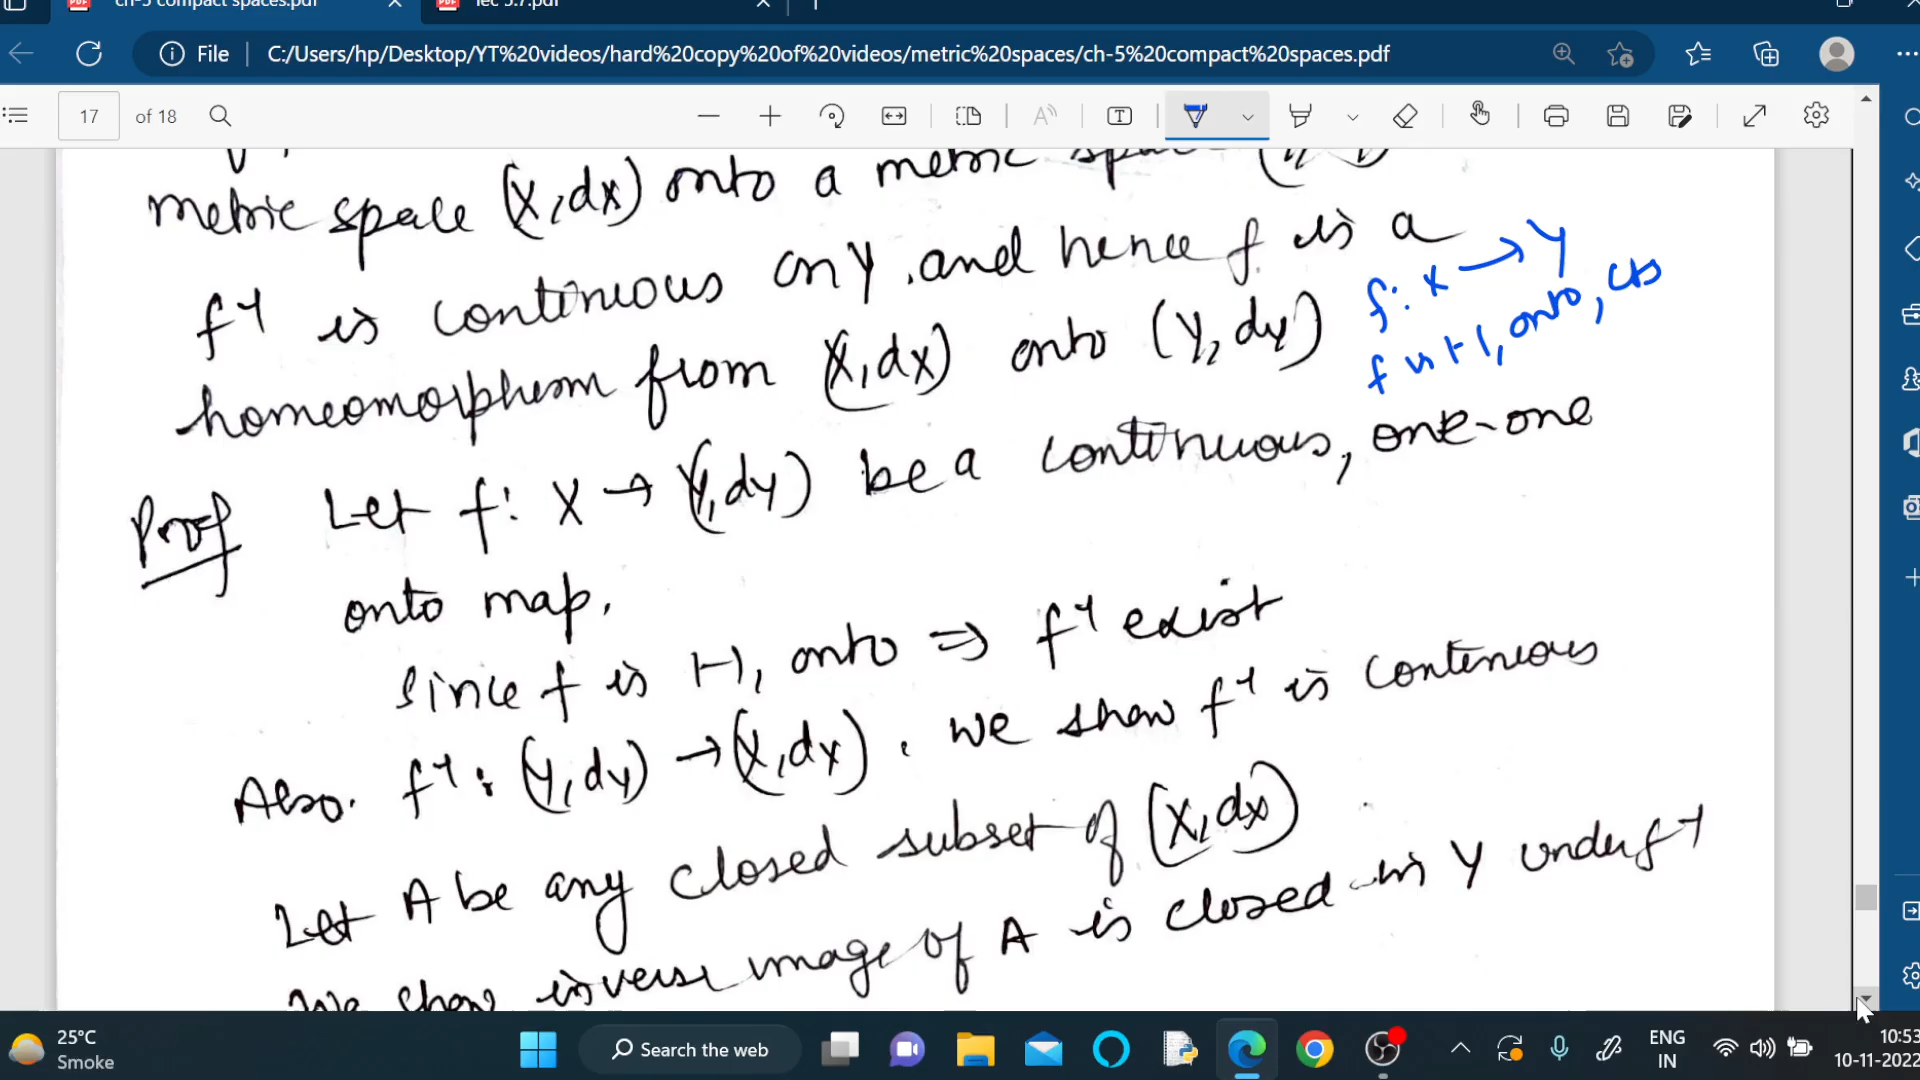 ch-5 compact spaces.pdf
lec 5.7.pdf
File
C:/Users/hp/Desktop/YT%20videos/hard%20copy%20of%20videos/metric%20spaces/ch-5%20compact%20spaces.pdf
17 of 18
metric space (X,dx) onto a metric
f⁻¹ is continuous on Y, and hence f is a
homeomorphism from (X,dx) onto (Y,dy)
f: X → Y
f is 1-1, onto, cts
Proof Let f: X → (Y,dy) be a continuous, one-one
onto map.
Since f is 1-1, onto ⇒ f⁻¹ exist
Also. f⁻¹: (Y,dy) → (X,dx). We show f⁻¹ is continuous
Let A be any closed subset of (X,dx)
We show inverse image of A is closed in Y under f⁻¹
25°C
Smoke
Search the web
ENG
IN
10:53
10-11-2022